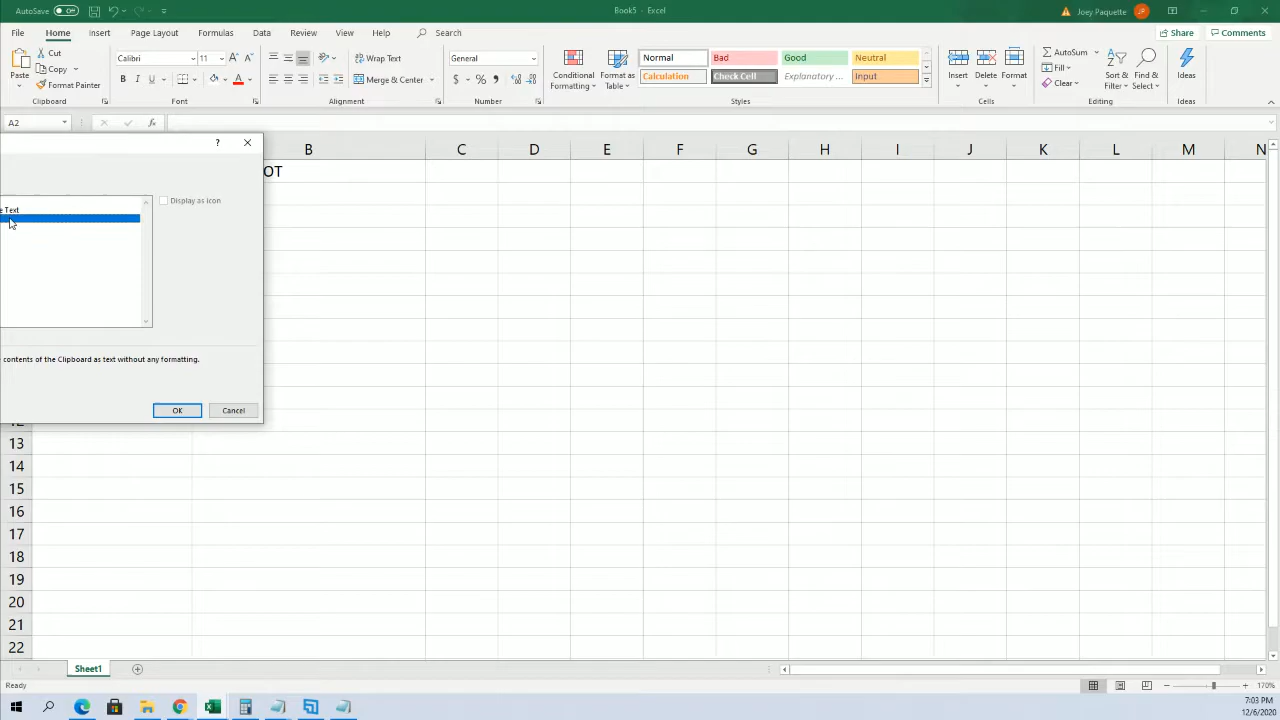 AutoSave Off Book5 - Excel Joey Paquette JP
File Home Insert Page Layout Formulas Data Review View Help Search Share Comments
Paste Cut Copy Format Painter
Calibri 11 A A
B I U A
Wrap Text
Merge & Center
General
$ % ,
Conditional Formatting Format as Table
Normal Bad Good Neutral
Calculation Check Cell Explanatory ... Input
Insert Delete Format
AutoSum
Fill
Clear
Sort & Filter Find & Select
Ideas
Clipboard Font Alignment Number Styles Cells Editing Ideas
A2 fx
?
B C D E F G H I J K L M N
OT
e Text
Display as icon
contents of the Clipboard as text without any formatting.
OK Cancel
13
14
15
16
17
18
19
20
21
22
Sheet1
Ready 170%
7:03 PM
12/6/2020